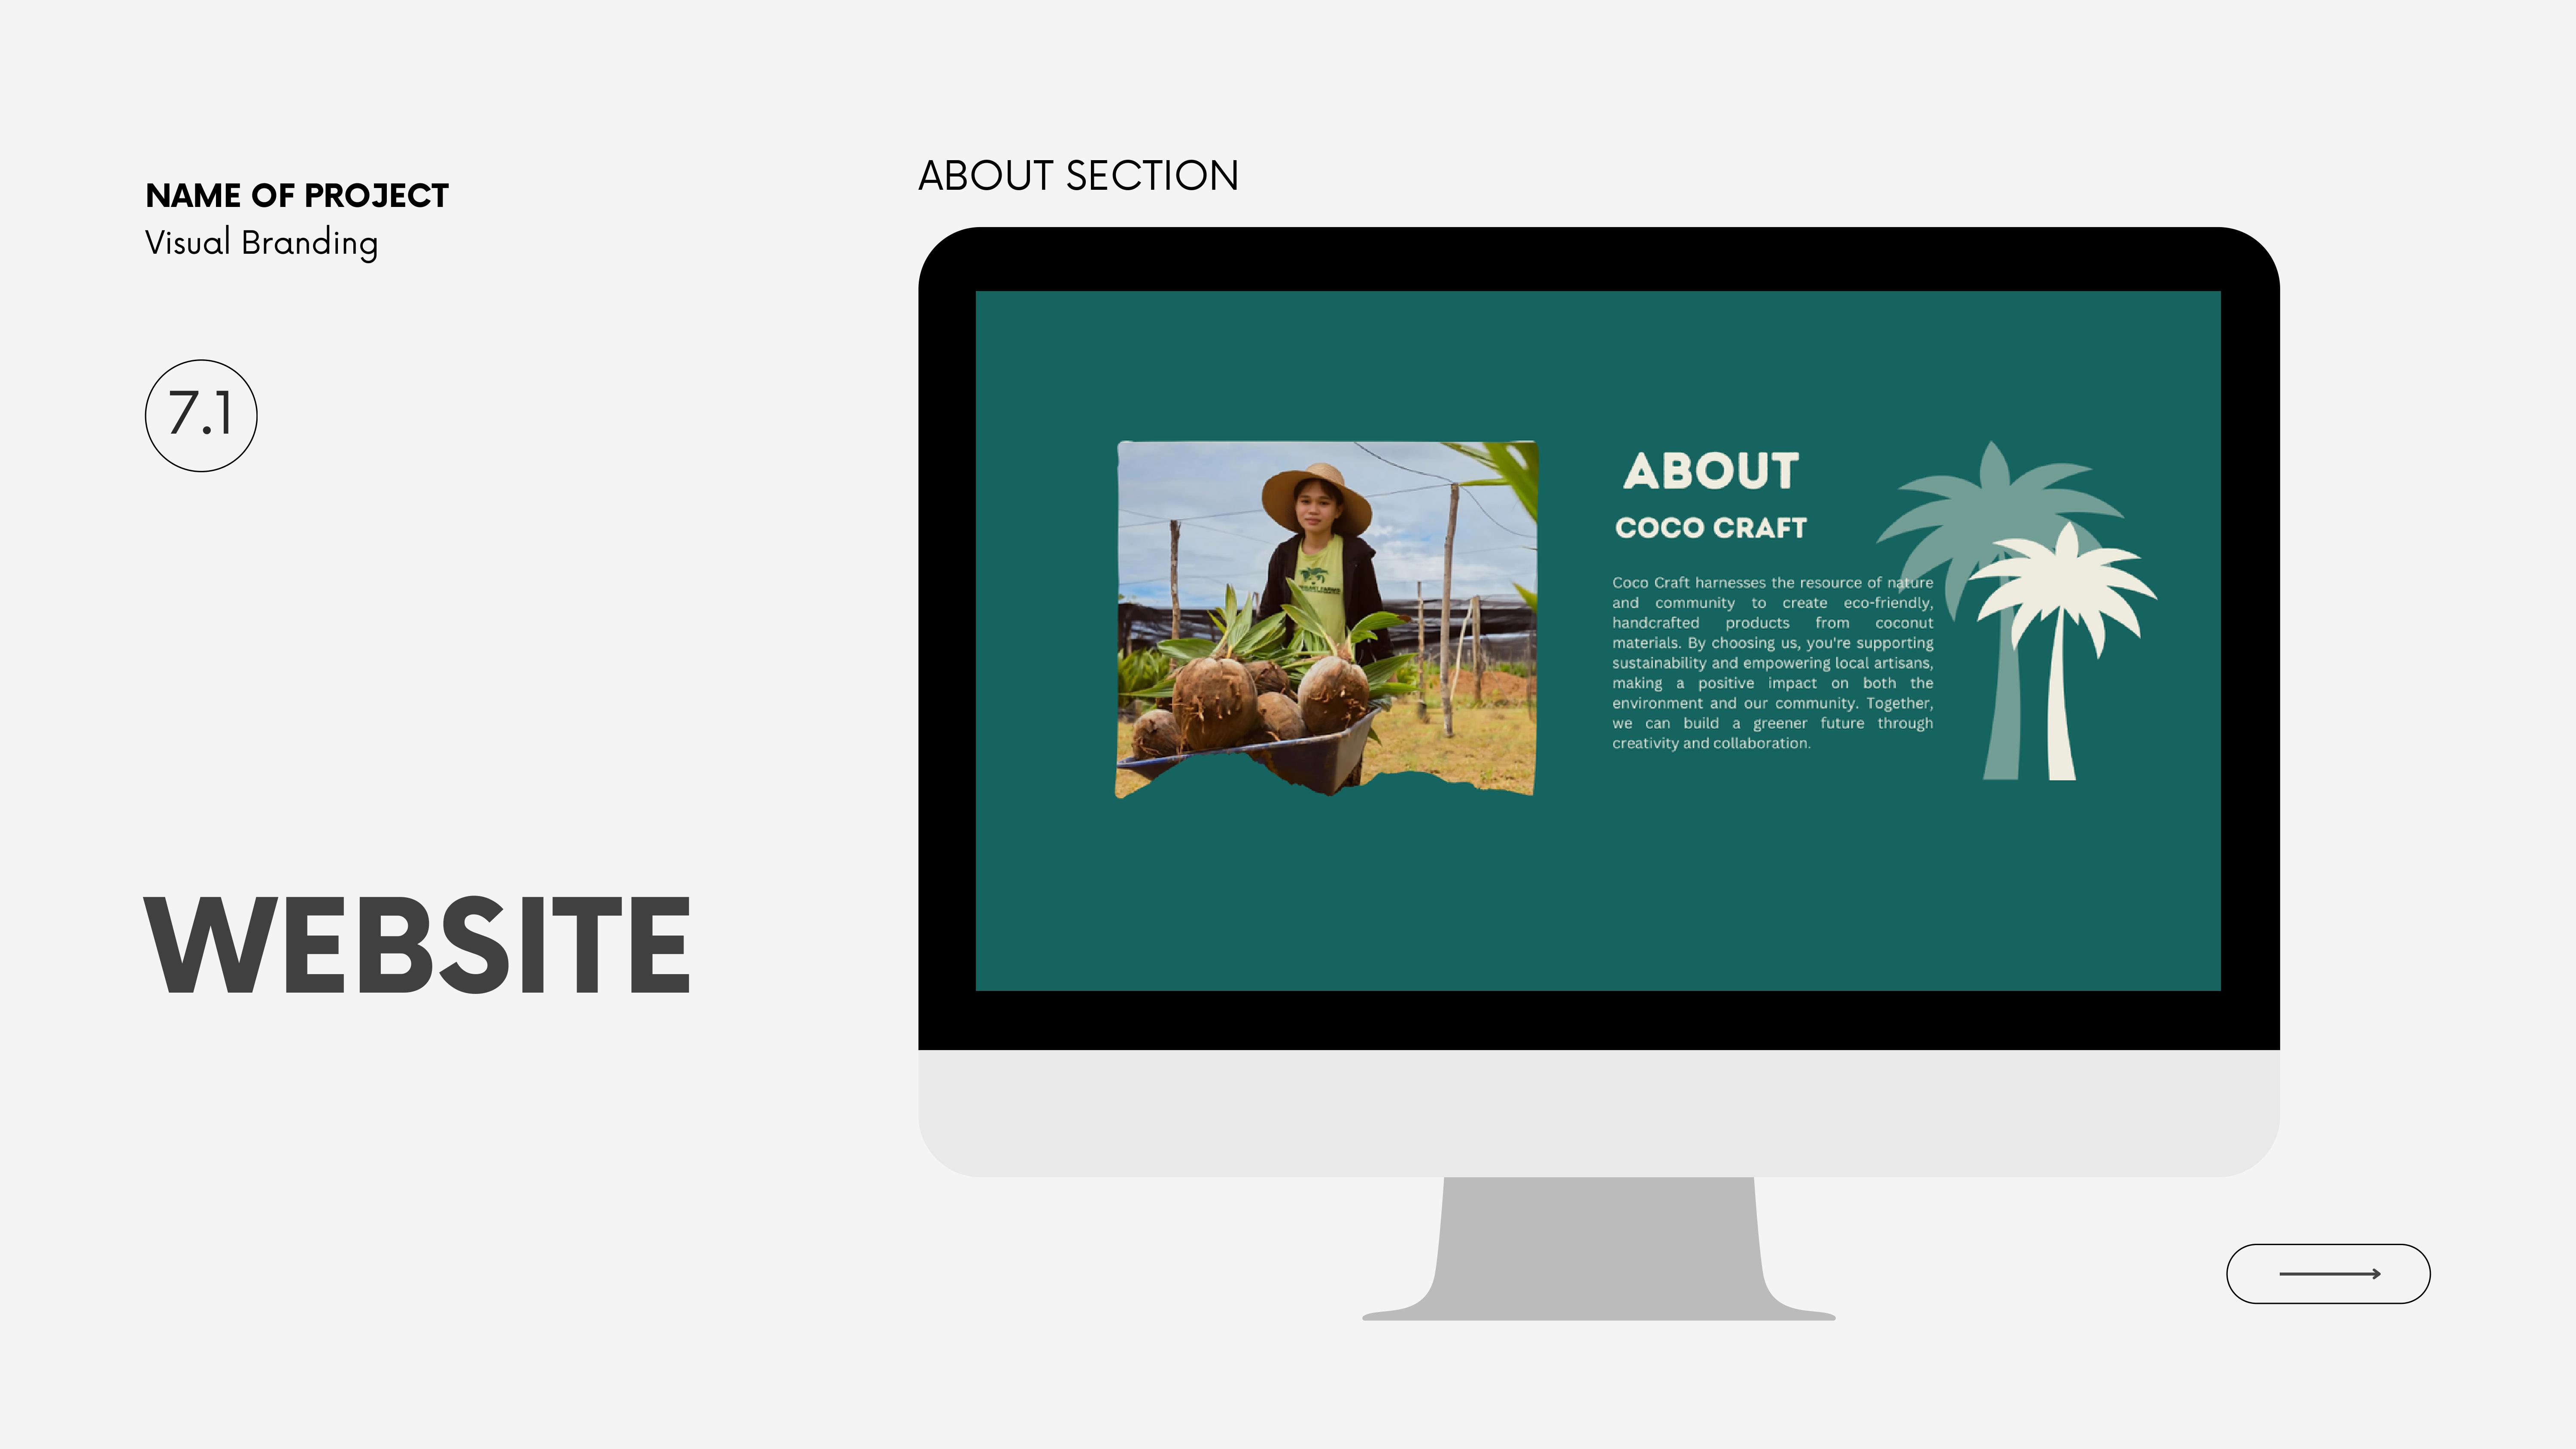 NAME OF PROJECT
Visual Branding
7.1
WEBSITE
ABOUT SECTION
ABOUT
COCO CRAFT
Coco Craft harnesses the resource of nature
and community to create eco-friendly,
handcrafted products from coconut
materials. By choosing us, you're supporting
sustainability and empowering local artisans,
making a positive impact on both the
environment and our community. Together,
we can build a greener future through
creativity and collaboration.